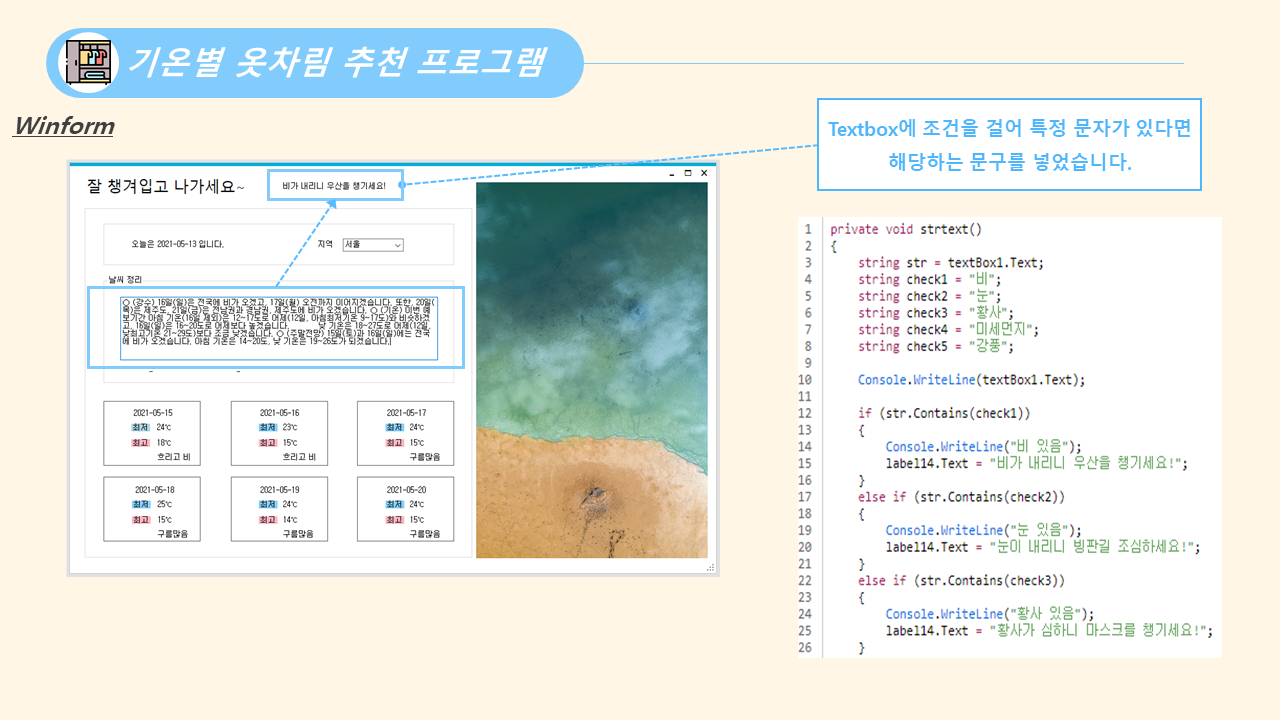 기온별 옷차림 추천 프로그램
Winform
Textbox에 조건을 걸어 특정 문자가 있다면
해당하는 문구를 넣었습니다.
잘 챙겨입고 나가세요~
비가 내리니 우산을 챙기세요!
오늘은 2021-05-13 입니다.
지역
서울
날씨 정리
○ (강수) 16일(일)은 전국에 비가 오겠고, 17일(월) 오전까지 이어지겠습니다. 또한, 20일(
목)은 제주도, 21일(금)은 전남권과 경남권, 제주도에 비가 오겠습니다. ○ (기온) 이번 예
보기간 아침 기온(16일 제외)은 12~17도로 어제(12일, 아침최저기온 9~17도)와 비슷하겠
고, 16일(일)은 16~20도로 어제보다 높겠습니다. 낮 기온은 18~27도로 어제(12일,
낮최고기온 21~29도)보다 조금 낮겠습니다. ○ (주말전망) 15일(토)과 16일(일)에는 전국
에 비가 오겠습니다. 아침 기온은 14~20도, 낮 기온은 19~26도가 되겠습니다.
2021-05-15
최저 24℃
최고 18℃
흐리고 비
2021-05-16
최저 23℃
최고 15℃
흐리고 비
2021-05-17
최저 24℃
최고 15℃
구름많음
2021-05-18
최저 25℃
최고 15℃
구름많음
2021-05-19
최저 24℃
최고 14℃
구름많음
2021-05-20
최저 24℃
최고 15℃
구름많음
1 private void strtext()
2 {
3 string str = textBox1.Text;
4 string check1 = "비";
5 string check2 = "눈";
6 string check3 = "황사";
7 string check4 = "미세먼지";
8 string check5 = "강풍";
9
10 Console.WriteLine(textBox1.Text);
11
12 if (str.Contains(check1))
13 {
14 Console.WriteLine("비 있음");
15 label14.Text = "비가 내리니 우산을 챙기세요!";
16 }
17 else if (str.Contains(check2))
18 {
19 Console.WriteLine("눈 있음");
20 label14.Text = "눈이 내리니 빙판길 조심하세요!";
21 }
22 else if (str.Contains(check3))
23 {
24 Console.WriteLine("황사 있음");
25 label14.Text = "황사가 심하니 마스크를 챙기세요!";
26 }